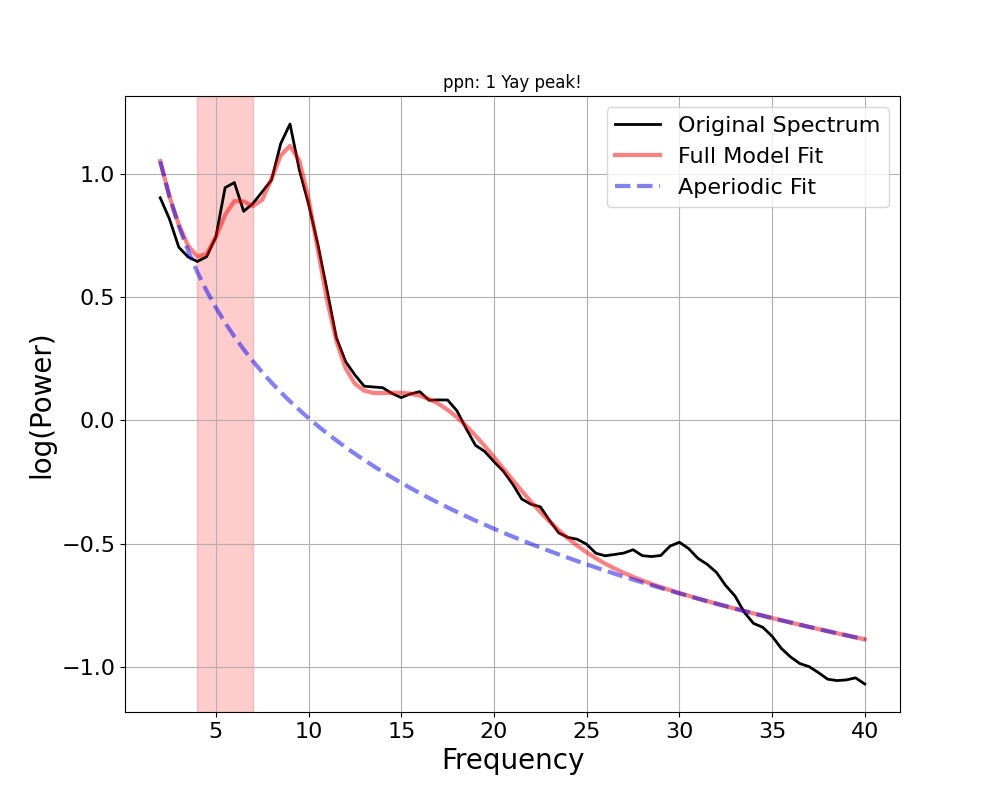 ppn: 1 Yay peak!
Original Spectrum
Full Model Fit
Aperiodic Fit
log(Power)
1.0
0.5
0.0
−0.5
−1.0
5 10 15 20 25 30 35 40
Frequency